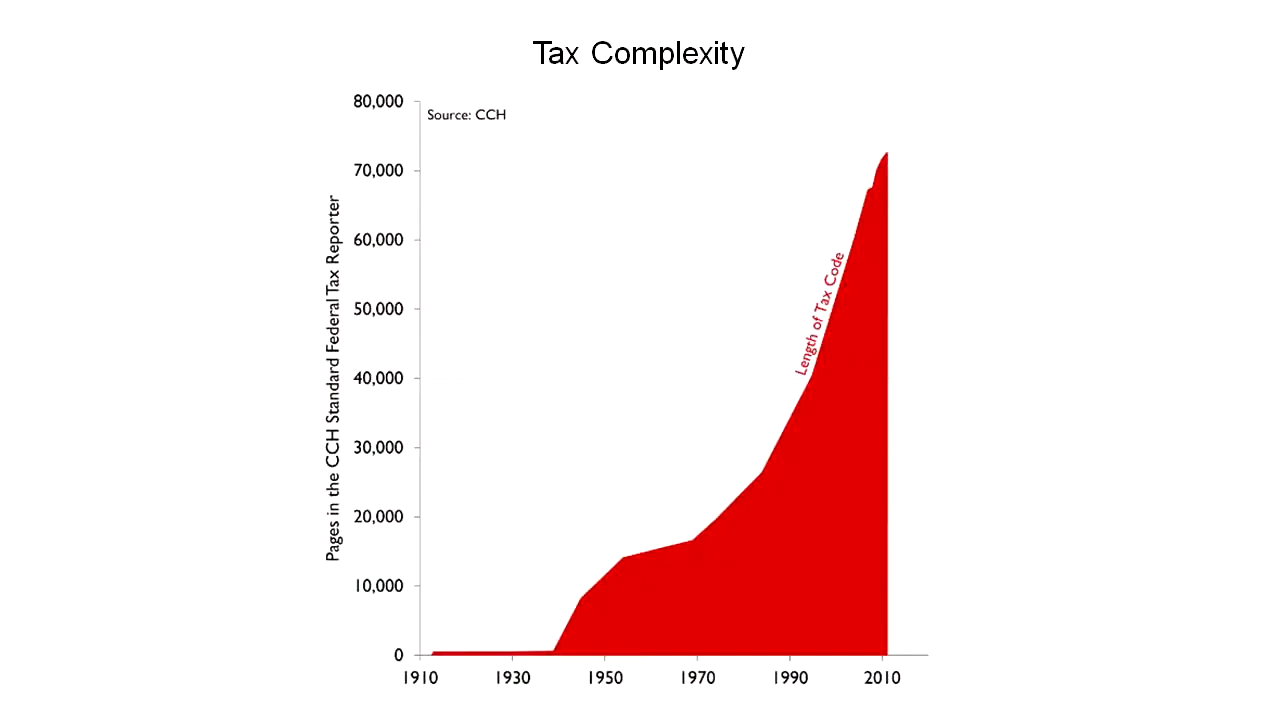 Tax Complexity
80,000
Source: CCH
70,000
60,000
50,000
40,000
30,000
20,000
10,000
0
Pages in the CCH Standard Federal Tax Reporter
Length of Tax Code
1910 1930 1950 1970 1990 2010